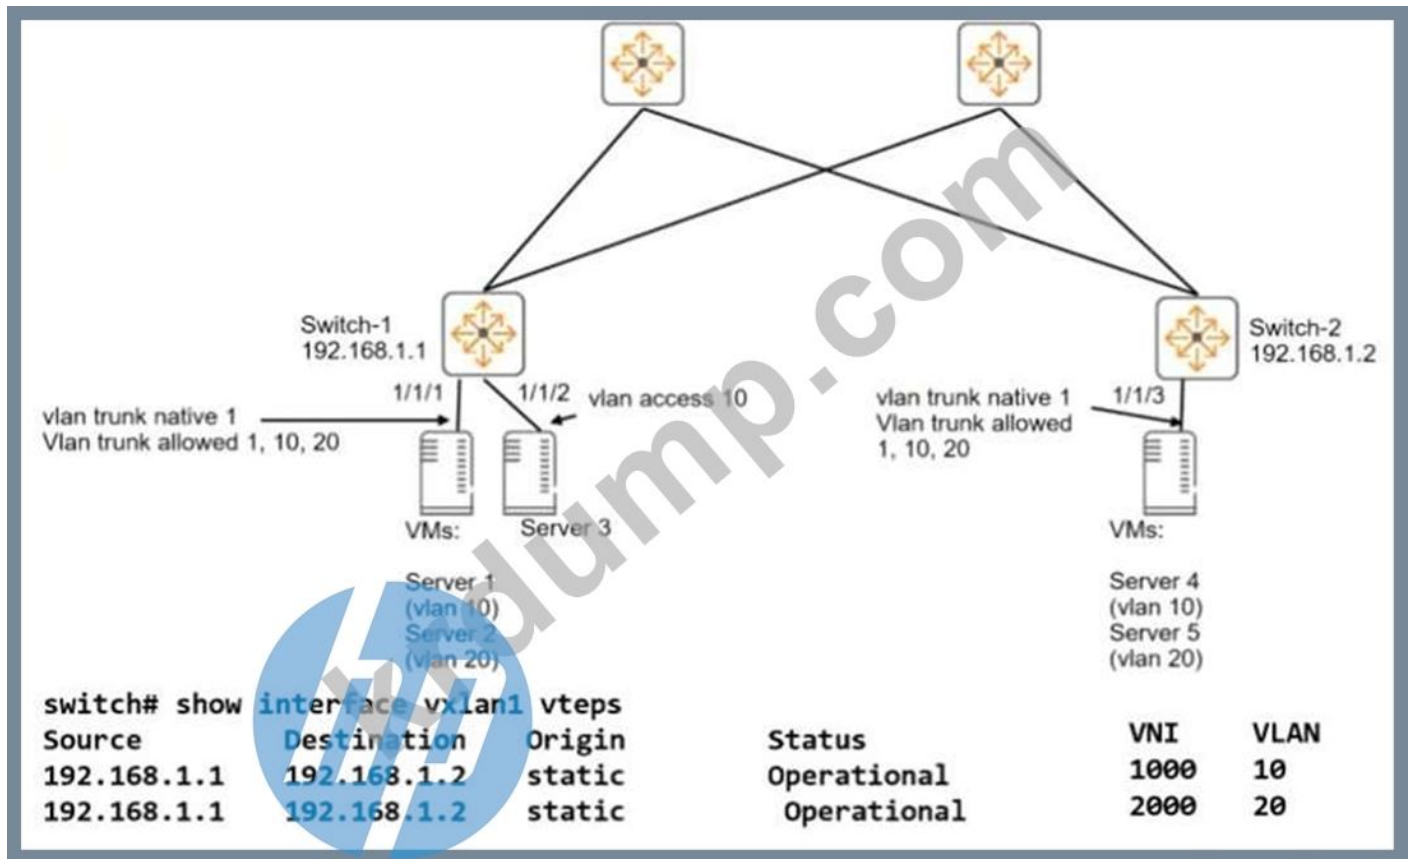 Switch-1
192.168.1.1
Switch-2
192.168.1.2
1/1/1
1/1/2
vlan access 10
1/1/3
vlan trunk native 1
Vlan trunk allowed 1, 10, 20
vlan trunk native 1
Vlan trunk allowed
1, 10, 20
VMs:
Server 3
VMs:
Server 1
(vlan 10)
Server 2
(vlan 20)
Server 4
(vlan 10)
Server 5
(vlan 20)
krdump.com
hp
switch# show interface vxlan1 vteps
Source Destination Origin Status VNI VLAN
192.168.1.1 192.168.1.2 static Operational 1000 10
192.168.1.1 192.168.1.2 static Operational 2000 20